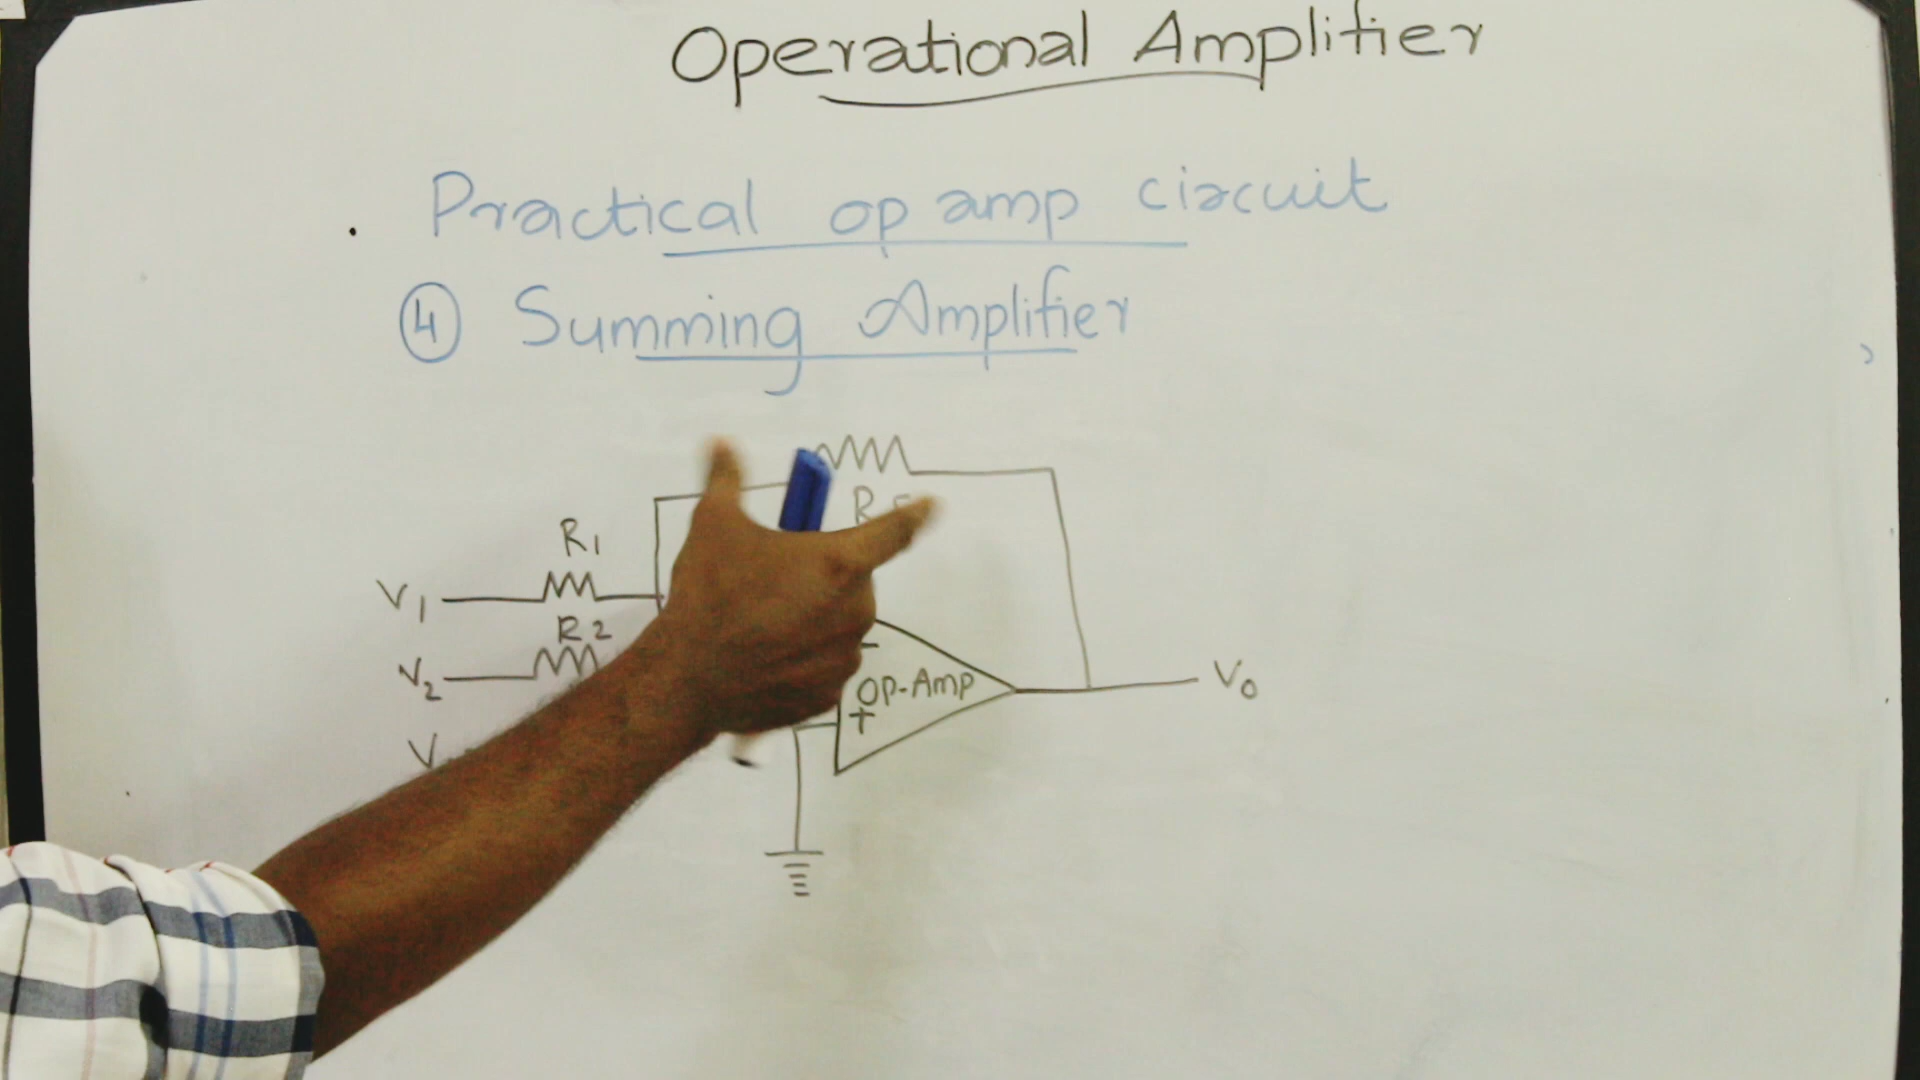 Operational Amplifier
Practical op amp circuit
④ Summing Amplifier
R1
V1
R2
V2
V
-
OP-Amp
+
V0